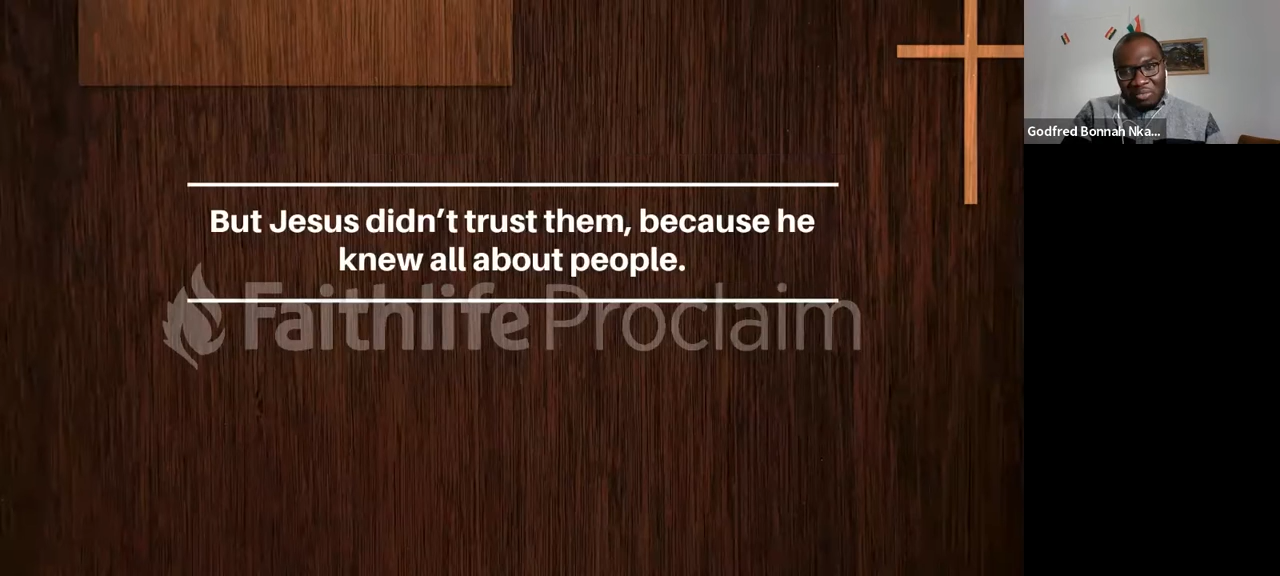 But Jesus didn’t trust them, because he
knew all about people.
Faithlife Proclaim
Godfred Bonnah Nka...